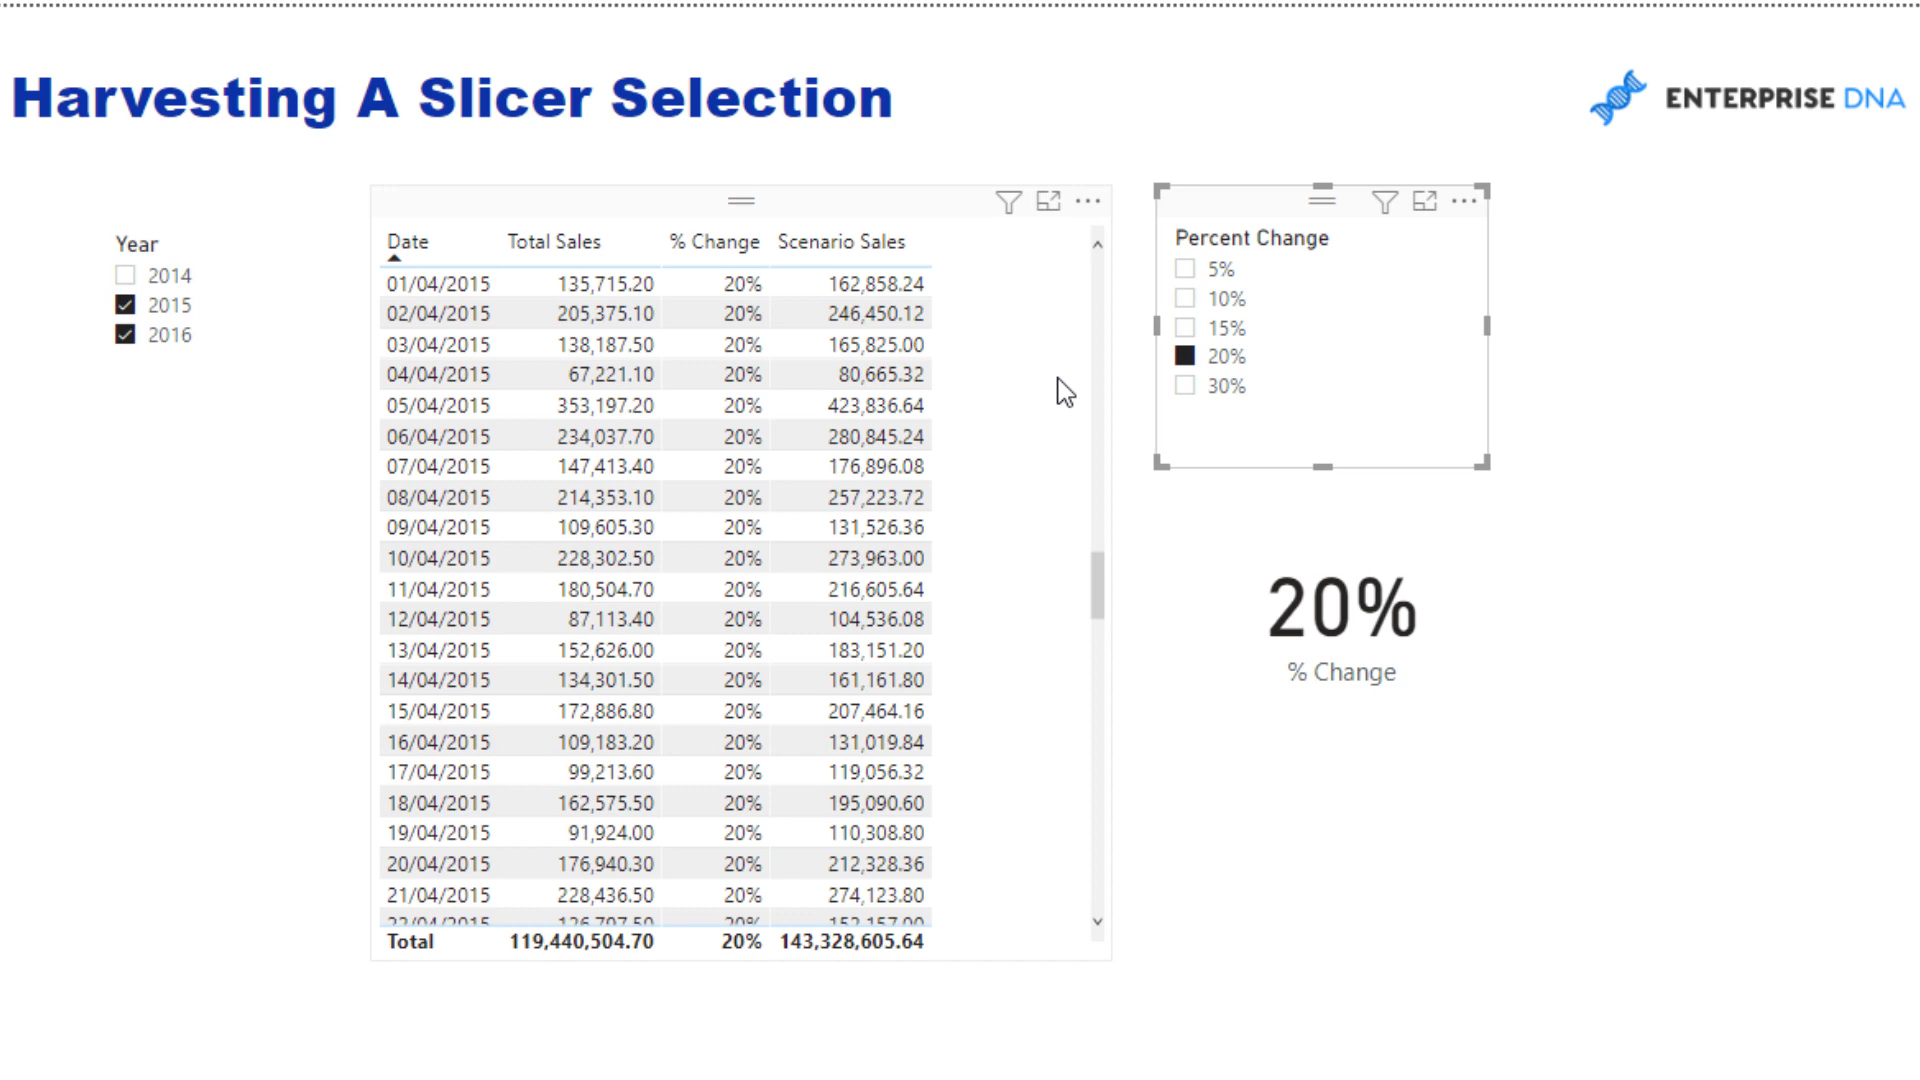 Harvesting A Slicer Selection
ENTERPRISE DNA
Year
2014
2015
2016
Date Total Sales % Change Scenario Sales
01/04/2015 135,715.20 20% 162,858.24
02/04/2015 205,375.10 20% 246,450.12
03/04/2015 138,187.50 20% 165,825.00
04/04/2015 67,221.10 20% 80,665.32
05/04/2015 353,197.20 20% 423,836.64
06/04/2015 234,037.70 20% 280,845.24
07/04/2015 147,413.40 20% 176,896.08
08/04/2015 214,353.10 20% 257,223.72
09/04/2015 109,605.30 20% 131,526.36
10/04/2015 228,302.50 20% 273,963.00
11/04/2015 180,504.70 20% 216,605.64
12/04/2015 87,113.40 20% 104,536.08
13/04/2015 152,626.00 20% 183,151.20
14/04/2015 134,301.50 20% 161,161.80
15/04/2015 172,886.80 20% 207,464.16
16/04/2015 109,183.20 20% 131,019.84
17/04/2015 99,213.60 20% 119,056.32
18/04/2015 162,575.50 20% 195,090.60
19/04/2015 91,924.00 20% 110,308.80
20/04/2015 176,940.30 20% 212,328.36
21/04/2015 228,436.50 20% 274,123.80
22/04/2015 126,797.50 20% 152,157.00
Total 119,440,504.70 20% 143,328,605.64
Percent Change
5%
10%
15%
20%
30%
20%
% Change